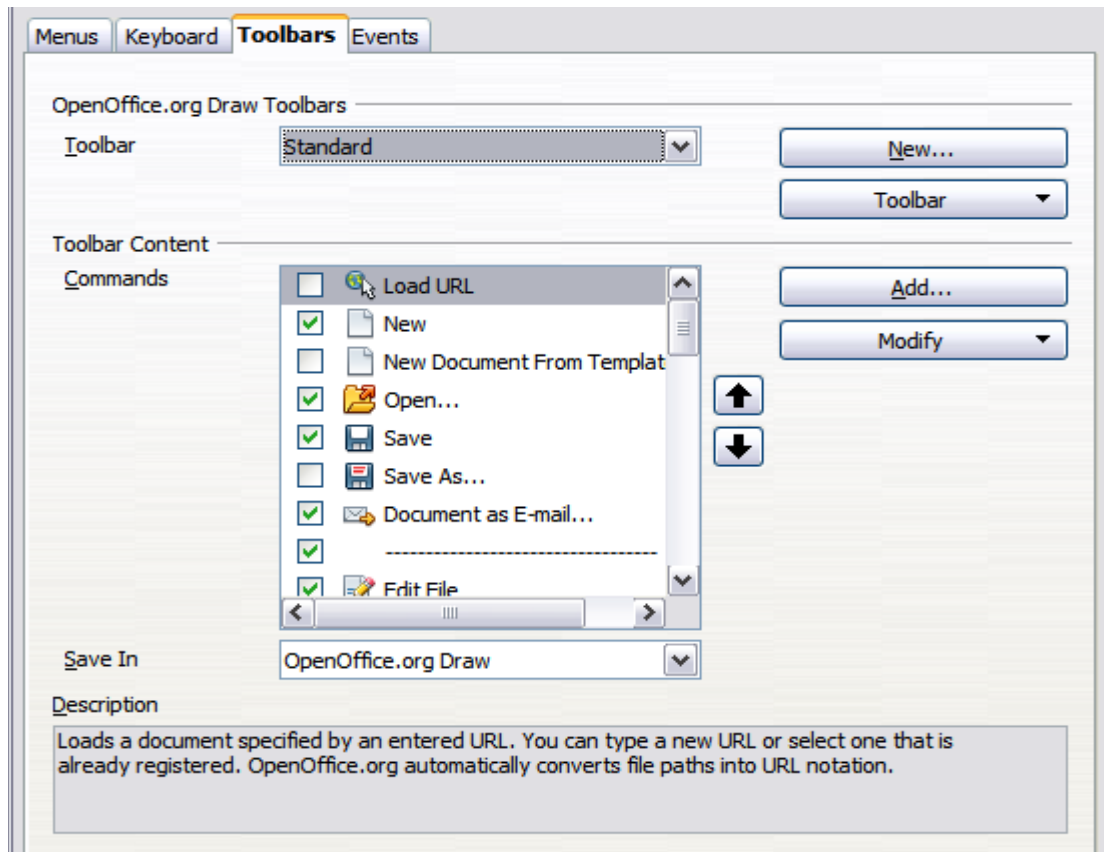 Menus Keyboard Toolbars Events
OpenOffice.org Draw Toolbars
Toolbar Standard New...
Toolbar
Toolbar Content
Commands Load URL Add...
New
Modify
New Document From Templat
Open...
Save
Save As...
Document as E-mail...
----------------------------------
Edit File
Save In OpenOffice.org Draw
Description
Loads a document specified by an entered URL. You can type a new URL or select one that is
already registered. OpenOffice.org automatically converts file paths into URL notation.